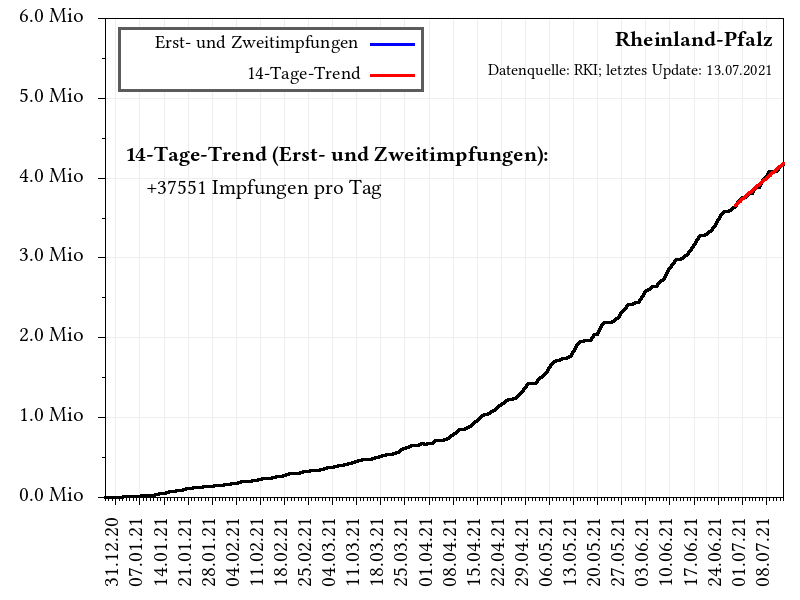 6.0 Mio
5.0 Mio
4.0 Mio
3.0 Mio
2.0 Mio
1.0 Mio
0.0 Mio
Erst- und Zweitimpfungen
14-Tage-Trend
Rheinland-Pfalz
Datenquelle: RKI; letztes Update: 13.07.2021
14-Tage-Trend (Erst- und Zweitimpfungen):
+37551 Impfungen pro Tag
31.12.20
07.01.21
14.01.21
21.01.21
28.01.21
04.02.21
11.02.21
18.02.21
25.02.21
04.03.21
11.03.21
18.03.21
25.03.21
01.04.21
08.04.21
15.04.21
22.04.21
29.04.21
06.05.21
13.05.21
20.05.21
27.05.21
03.06.21
10.06.21
17.06.21
24.06.21
01.07.21
08.07.21